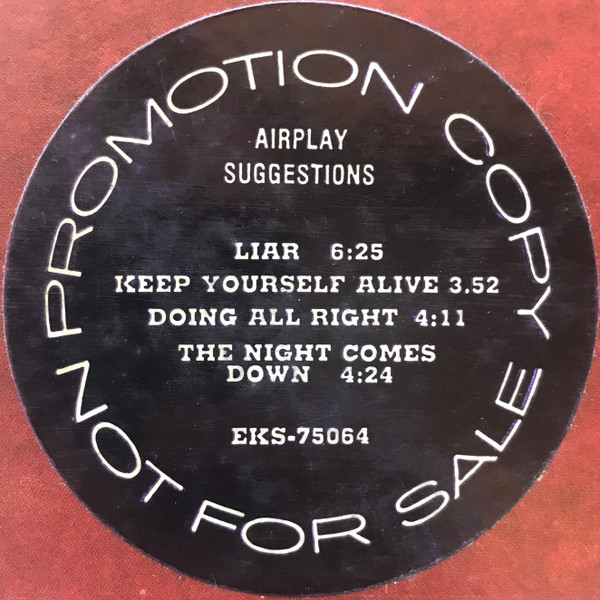 PROMOTION COPY
AIRPLAY
SUGGESTIONS
LIAR 6:25
KEEP YOURSELF ALIVE 3.52
DOING ALL RIGHT 4:11
THE NIGHT COMES
DOWN 4:24
EKS-75064
NOT FOR SALE